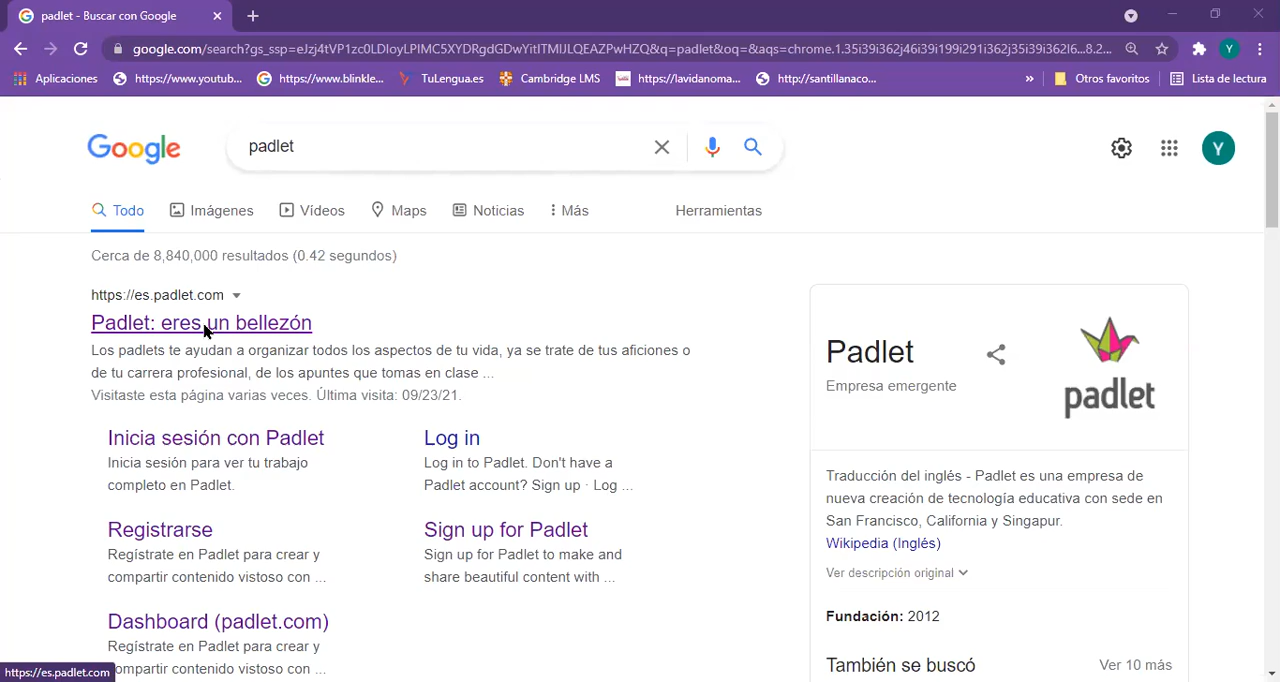 padlet - Buscar con Google
google.com/search?gs_ssp=eJzj4tVP1zc0LDIoyLPIMC5XYDRgdGDwYitITMlJLQEAZPwHZQ&q=padlet&oq=&aqs=chrome.1.35i39i362j46i39i199i291i362j35i39i362l6...8.2...
Aplicaciones
https://www.youtub...
https://www.blinkle...
TuLengua.es
Cambridge LMS
https://lavidanoma...
http://santillanaco...
»
Otros favoritos
Lista de lectura
Google
padlet
Y
Y
Todo
Imágenes
Vídeos
Maps
Noticias
Más
Herramientas
Cerca de 8,840,000 resultados (0.42 segundos)
https://es.padlet.com
Padlet: eres un bellezón
Los padlets te ayudan a organizar todos los aspectos de tu vida, ya se trate de tus aficiones o
de tu carrera profesional, de los apuntes que tomas en clase ...
Visitaste esta página varias veces. Última visita: 09/23/21.
Inicia sesión con Padlet
Inicia sesión para ver tu trabajo
completo en Padlet.
Log in
Log in to Padlet. Don't have a
Padlet account? Sign up · Log ...
Registrarse
Regístrate en Padlet para crear y
compartir contenido vistoso con ...
Sign up for Padlet
Sign up for Padlet to make and
share beautiful content with ...
Dashboard (padlet.com)
Regístrate en Padlet para crear y
compartir contenido vistoso con ...
https://es.padlet.com
Padlet
Empresa emergente
padlet
Traducción del inglés - Padlet es una empresa de
nueva creación de tecnología educativa con sede en
San Francisco, California y Singapur.
Wikipedia (Inglés)
Ver descripción original
Fundación: 2012
También se buscó
Ver 10 más